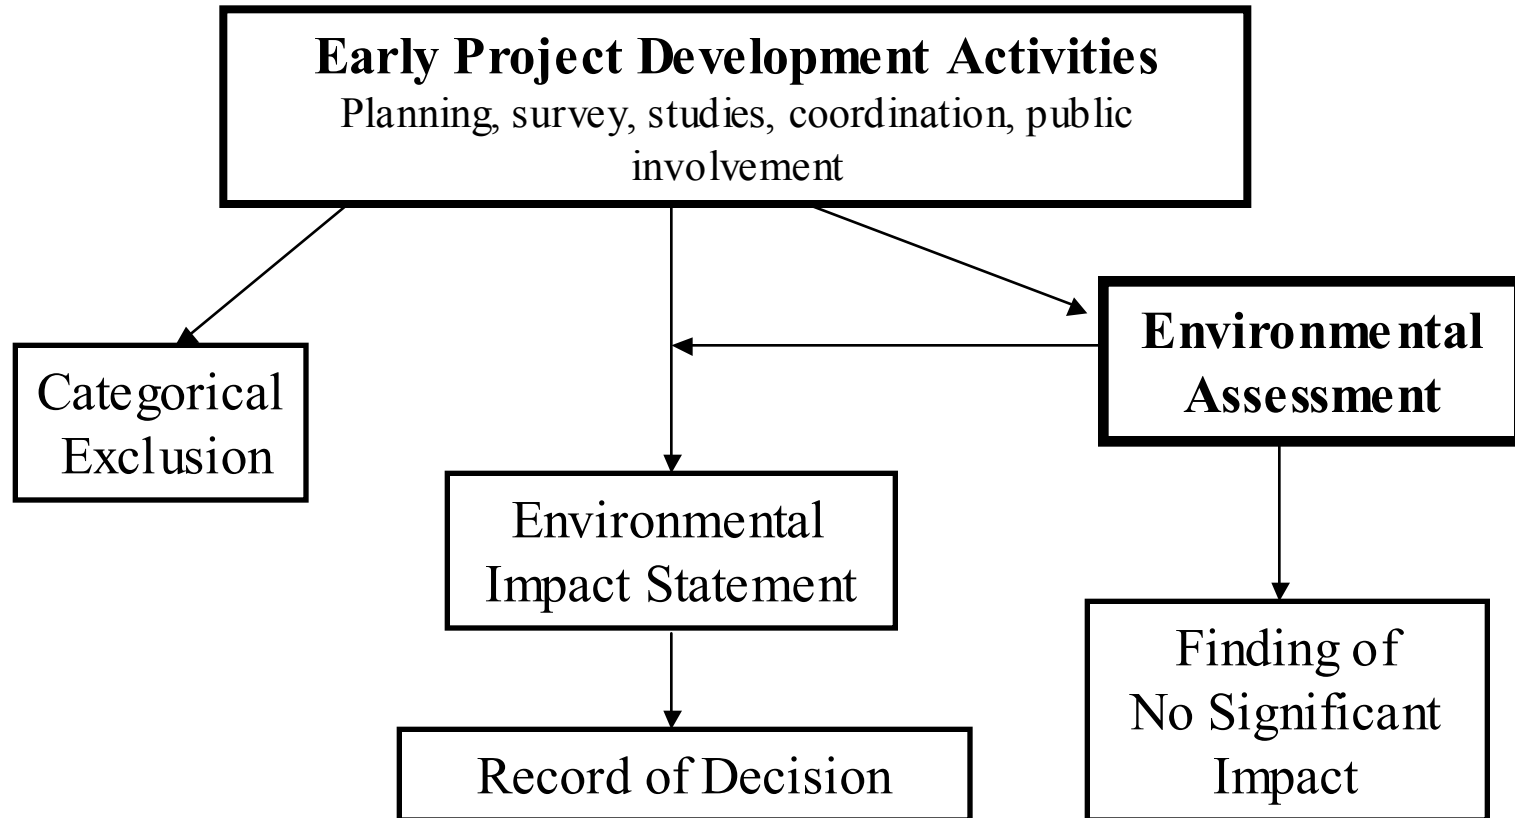 Early Project Development Activities
Planning, survey, studies, coordination, public
involvement
Environmental
Assessment
Categorical
Exclusion
Environmental
Impact Statement
Finding of
No Significant
Impact
Record of Decision